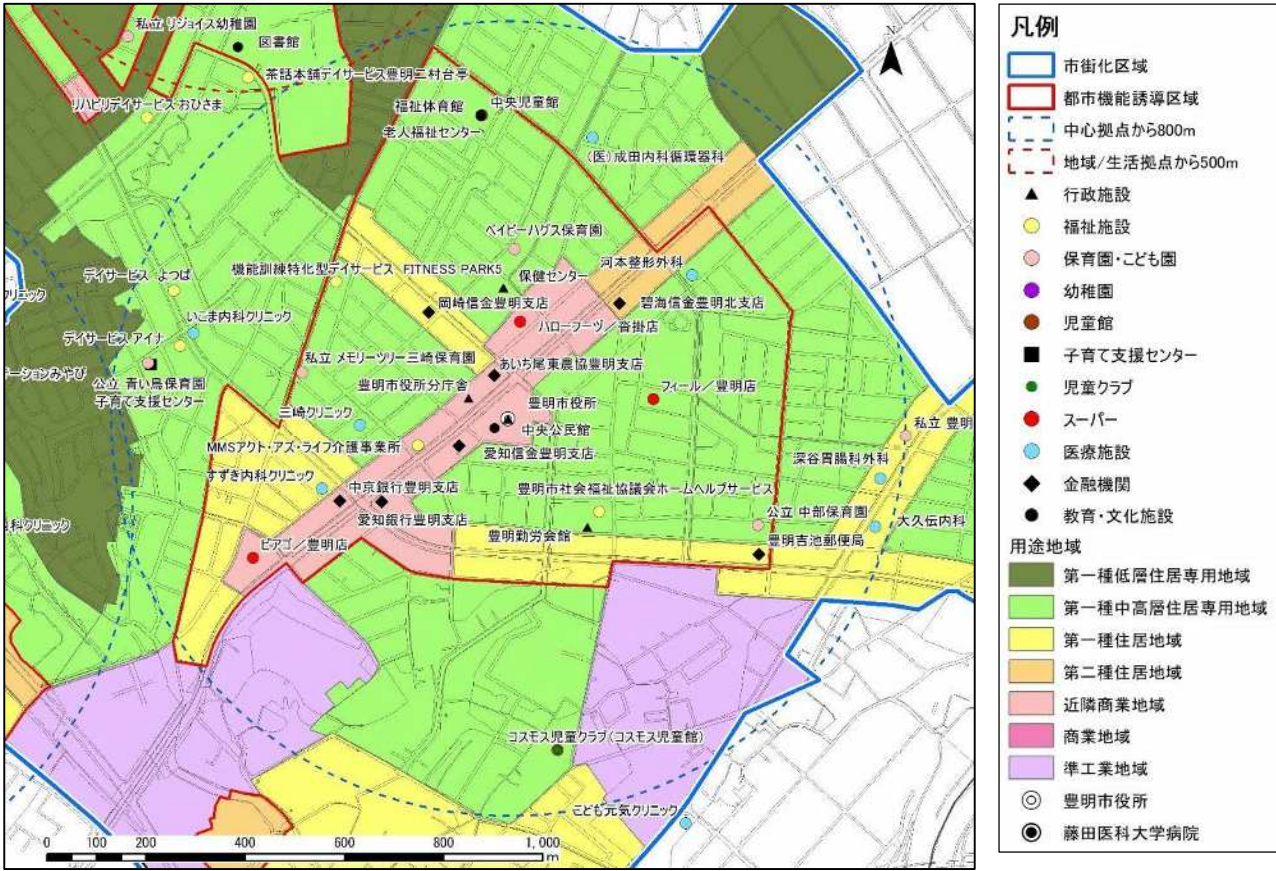 私立 リジョイス幼稚園
図書館
茶話本舗デイサービス豊明二村台亭
リハビリデイサービス おひさま
福祉体育館
中央児童館
老人福祉センター
(医)成田内科循環器科
N
ベイビーハグス保育園
河本整形外科
機能訓練特化型デイサービス FITNESS PARK5
保健センター
デイサービス よつば
岡崎信金豊明支店
碧海信金豊明北支店
クリニック
いこま内科クリニック
ハローフーヅ/沓掛店
デイサービス アイナ
私立 メモリーツリー三崎保育園
あいち尾東農協豊明支店
ーションみやび
公立 青い鳥保育園
子育て支援センター
豊明市役所分庁舎
フィール/豊明店
豊明市役所
三崎クリニック
中央公民館
私立 豊明
MMSアクト・アズ・ライフ介護事業所
愛知信金豊明支店
深谷胃腸科外科
すずき内科クリニック
中京銀行豊明支店
豊明市社会福祉協議会ホームヘルプサービス
愛知銀行豊明支店
公立 中部保育園
大久伝内科
科クリニック
豊明勤労会館
豊明吉池郵便局
ピアゴ/豊明店
コスモス児童クラブ(コスモス児童館)
こども元気クリニック
0 100 200 400 600 800 1,000
m
凡例
市街化区域
都市機能誘導区域
中心拠点から800m
地域/生活拠点から500m
行政施設
福祉施設
保育園・こども園
幼稚園
児童館
子育て支援センター
児童クラブ
スーパー
医療施設
金融機関
教育・文化施設
用途地域
第一種低層住居専用地域
第一種中高層住居専用地域
第一種住居地域
第二種住居地域
近隣商業地域
商業地域
準工業地域
豊明市役所
藤田医科大学病院